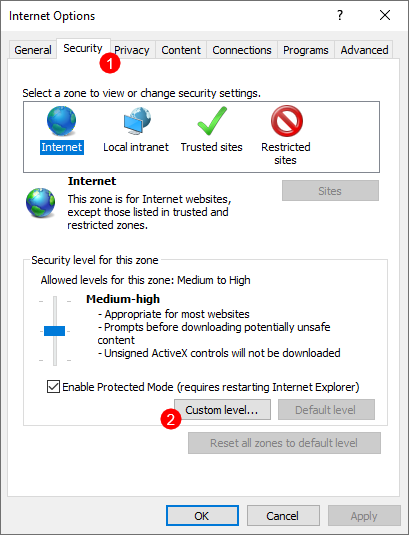 Internet Options
?
General Security Privacy Content Connections Programs Advanced
1
Select a zone to view or change security settings.
Internet Local intranet Trusted sites Restricted
sites
Internet
Sites
This zone is for Internet websites,
except those listed in trusted and
restricted zones.
Security level for this zone
Allowed levels for this zone: Medium to High
Medium-high
- Appropriate for most websites
- Prompts before downloading potentially unsafe
content
- Unsigned ActiveX controls will not be downloaded
Enable Protected Mode (requires restarting Internet Explorer)
2 Custom level... Default level
Reset all zones to default level
OK Cancel Apply